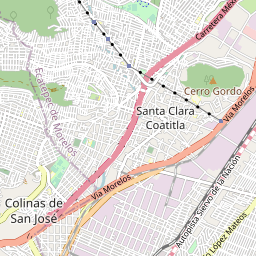 Carretera Méx
Cerro Gordo
Ecatepec de Morelos
Santa Clara
Coatitla
Vía Morelos
Vía Morelos
Colinas de
San José
Autopista Siervo de la Nación
López Mateos